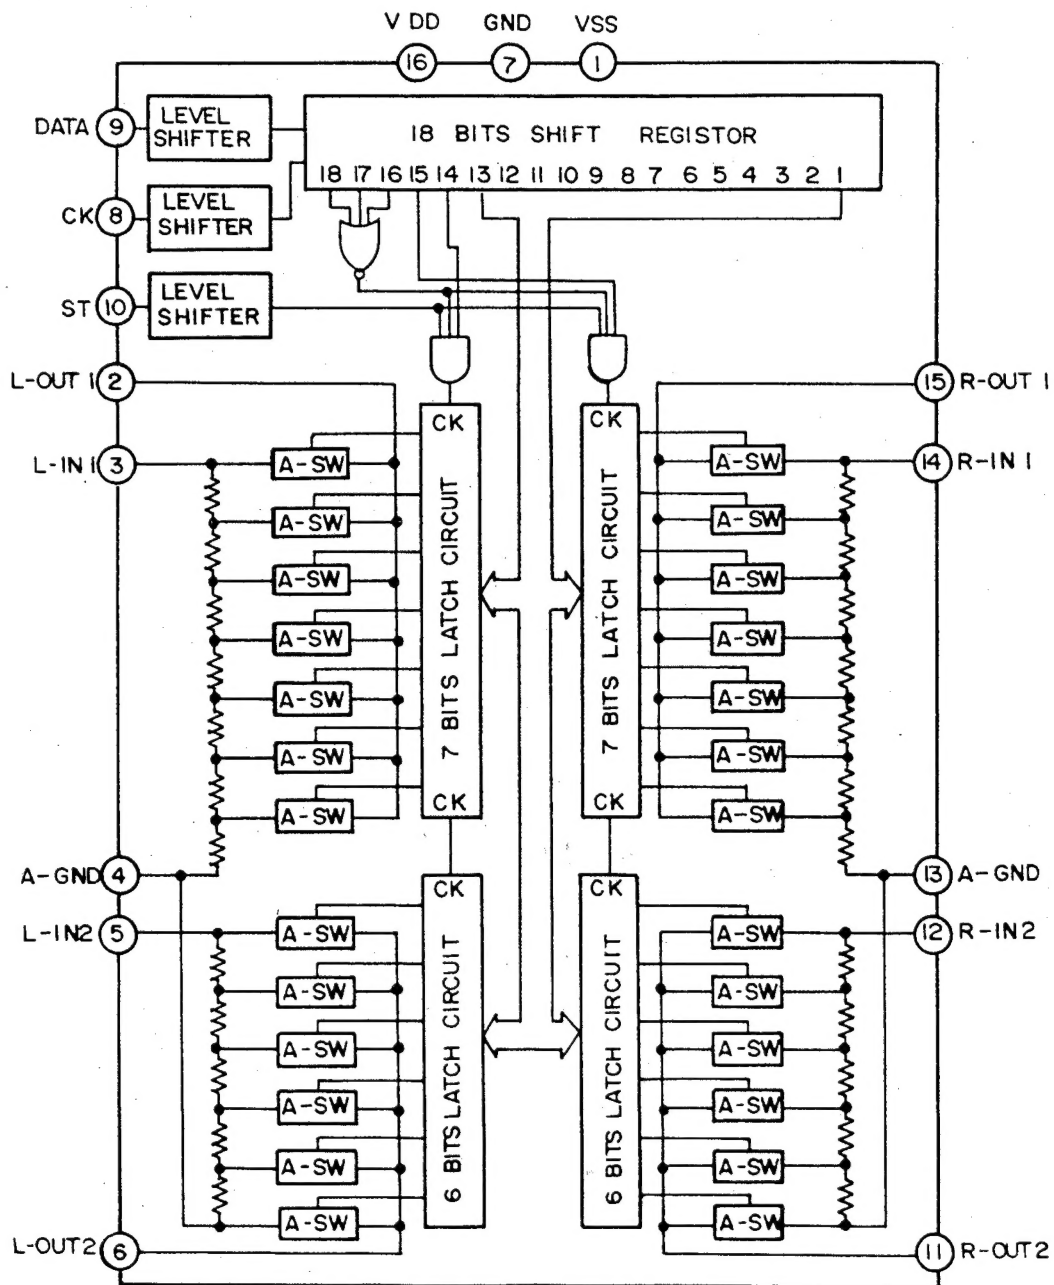 V DD GND VSS
16 7 1
DATA 9 LEVEL SHIFTER
18 BITS SHIFT REGISTOR
18 17 16 15 14 13 12 11 10 9 8 7 6 5 4 3 2 1
CK 8 LEVEL SHIFTER
ST 10 LEVEL SHIFTER
L-OUT 1 2
15 R-OUT 1
CK
CK
L-IN 1 3
14 R-IN 1
A-SW
A-SW
A-SW
A-SW
A-SW
A-SW
A-SW
7 BITS LATCH CIRCUIT
7 BITS LATCH CIRCUIT
A-SW
A-SW
A-SW
A-SW
A-SW
A-SW
A-SW
CK
CK
A-GND 4
13 A-GND
CK
CK
L-IN2 5
12 R-IN2
A-SW
A-SW
A-SW
A-SW
A-SW
A-SW
6 BITS LATCH CIRCUIT
6 BITS LATCH CIRCUIT
A-SW
A-SW
A-SW
A-SW
A-SW
A-SW
L-OUT2 6
11 R-OUT2